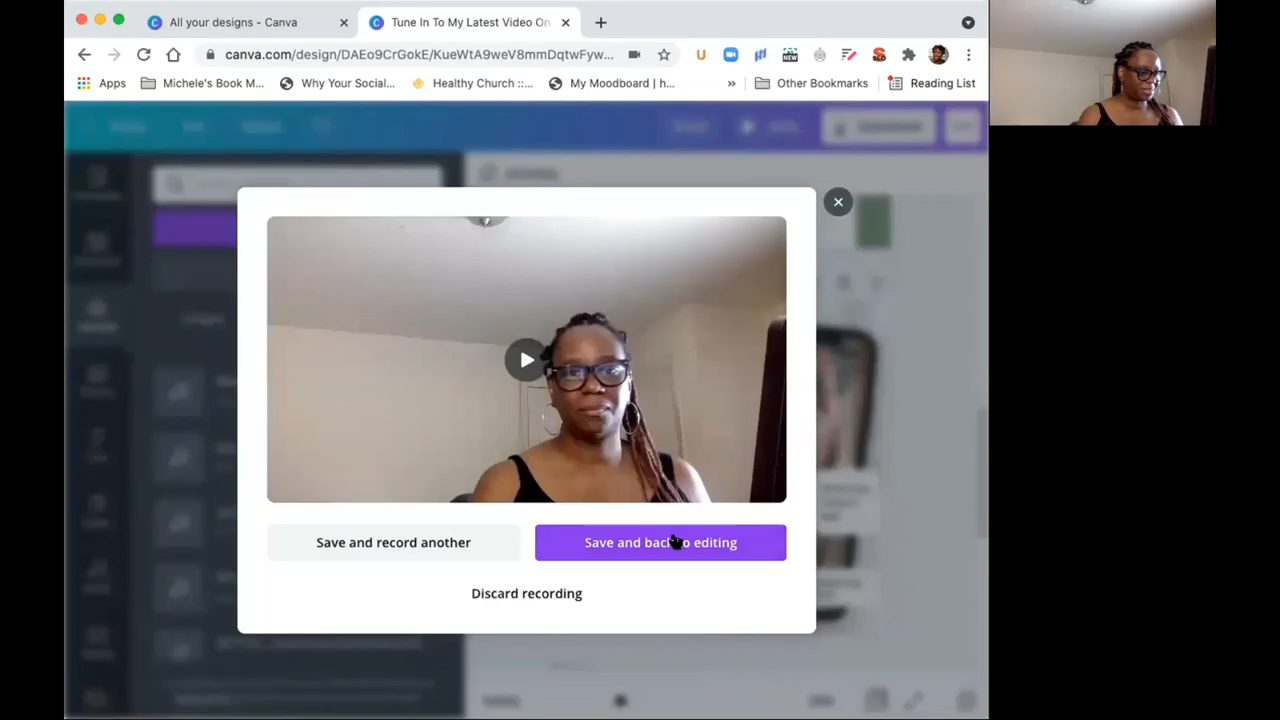 All your designs - Canva
Tune In To My Latest Video On
canva.com/design/DAEo9CrGokE/KueWtA9weV8mmDqtwFyw...
NEW
Apps
Michele's Book M...
Why Your Social...
Healthy Church ::...
My Moodboard | h...
Other Bookmarks
Reading List
Save and record another
Save and back to editing
Discard recording